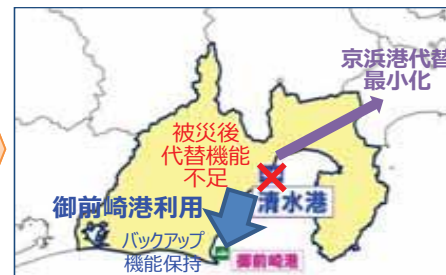 京浜港代替
最小化
被災後
代替機能
不足
清水港
御前崎港利用
バックアップ
機能保持
御前崎港